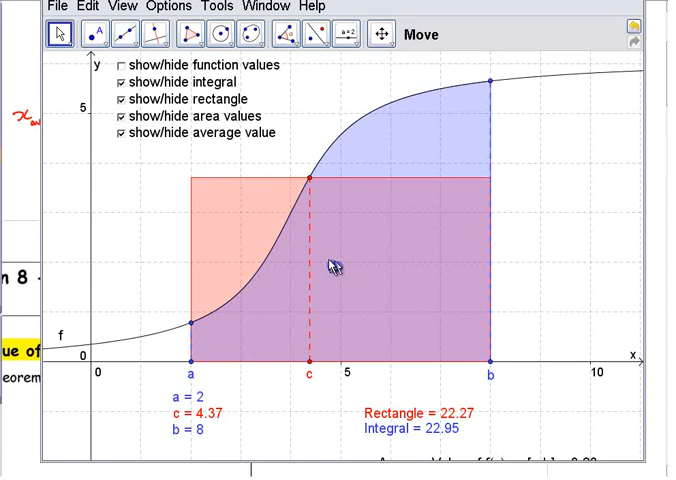 File Edit View Options Tools Window Help
A
a=2
Move
y
show/hide function values
show/hide integral
show/hide rectangle
show/hide area values
show/hide average value
5
n 8
f
ue of
0
x
eorem
0
5
10
a
c
b
a = 2
c = 4.37
b = 8
Rectangle = 22.27
Integral = 22.95